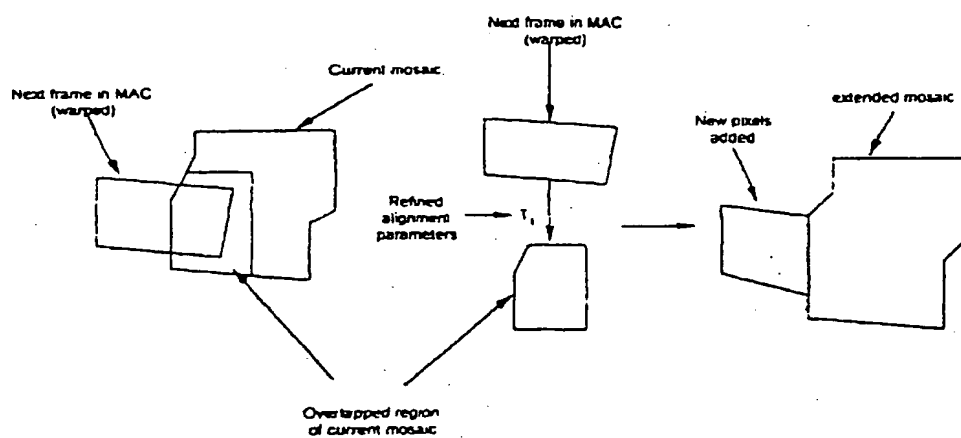 Next frame in MAC
(warped)
Current mosaic.
Next frame in MAC
(warped)
extended mosaic
New pixels
added
Refined
alignment
parameters
T₁
Overlapped region
of current mosaic